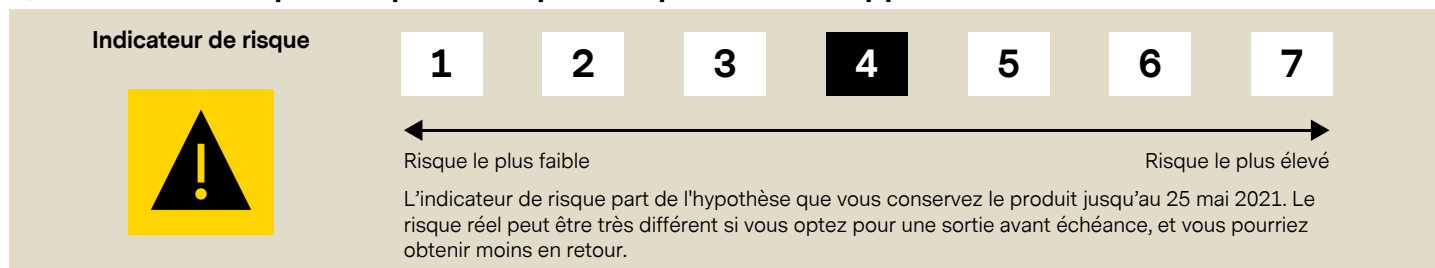 Indicateur de risque
1 2 3 4 5 6 7
Risque le plus faible
Risque le plus élevé
L'indicateur de risque part de l'hypothèse que vous conservez le produit jusqu'au 25 mai 2021. Le
risque réel peut être très différent si vous optez pour une sortie avant échéance, et vous pourriez
obtenir moins en retour.